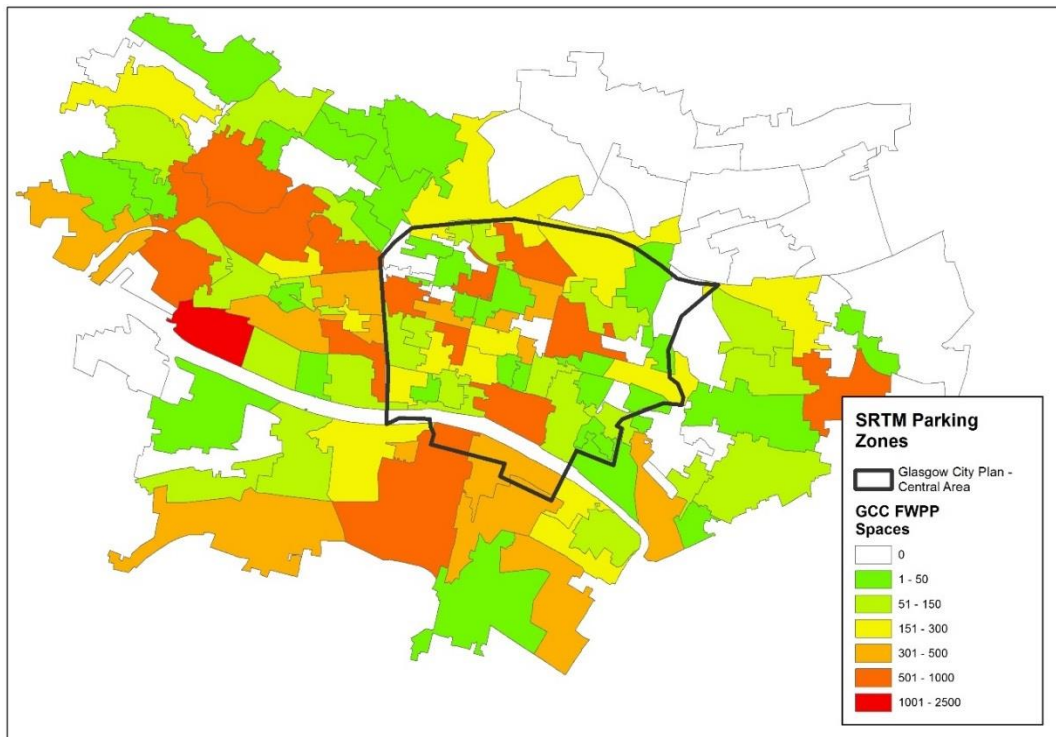 SRTM Parking
Zones
Glasgow City Plan -
Central Area
GCC FWPP
Spaces
0
1 - 50
51 - 150
151 - 300
301 - 500
501 - 1000
1001 - 2500